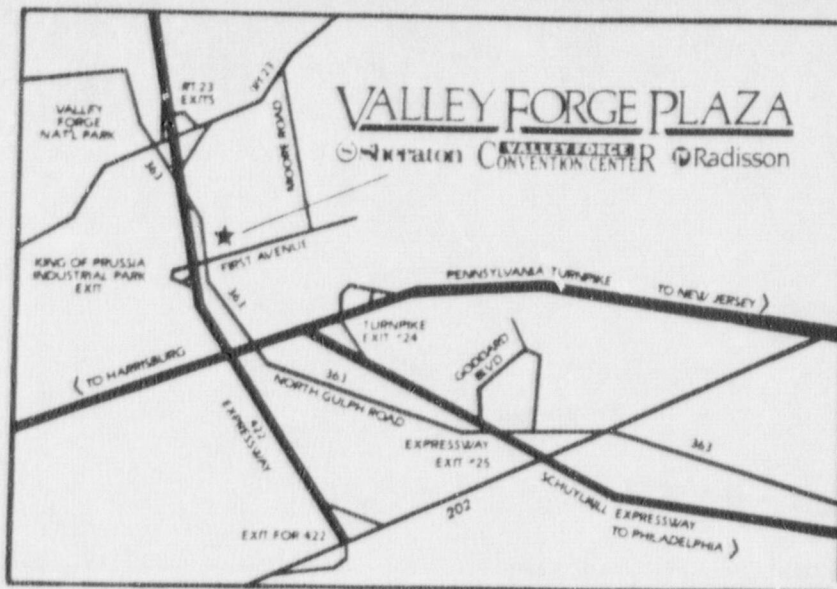 RT. 23
EXITS
RT. 23
VALLEY
FORGE
NAT'L PARK
MOORE ROAD
VALLEY FORGE PLAZA
Sheraton VALLEY FORGE CONVENTION CENTER Radisson
363
KING OF PRUSSIA
INDUSTRIAL PARK
EXIT
FIRST AVENUE
363
PENNSYLVANIA TURNPIKE
TO NEW JERSEY >
TURNPIKE
EXIT #24
GODDARD
BLVD
< TO HARRISBURG
363
NORTH GULPH ROAD
422
EXPRESSWAY
EXPRESSWAY
EXIT #25
363
202
SCHUYLKILL EXPRESSWAY
TO PHILADELPHIA >
EXIT FOR 422